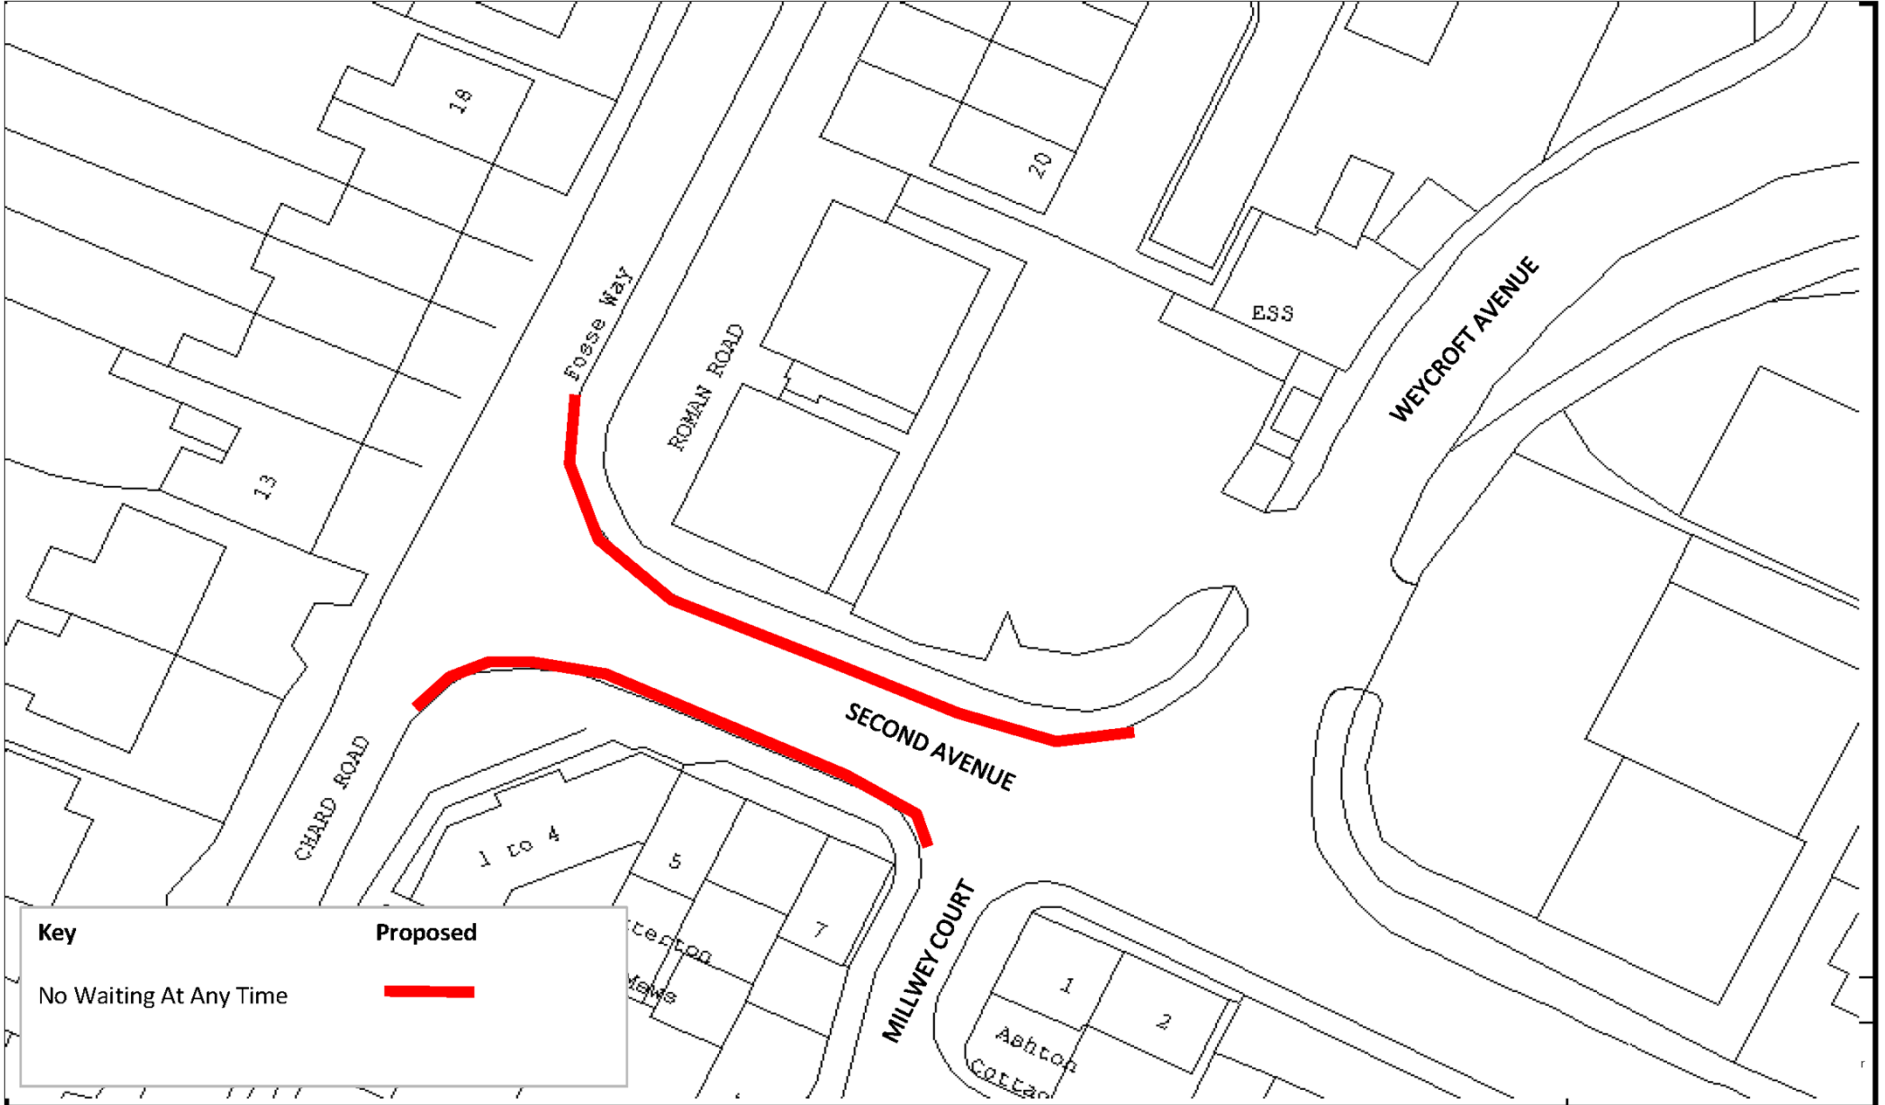 18
20
Fosse Way
ROMAN ROAD
ESS
WEYCROFT AVENUE
13
SECOND AVENUE
CHARD ROAD
1 to 4
5
7
MILLWEY COURT
1
2
Ashton
Mews
Key Proposed
No Waiting At Any Time